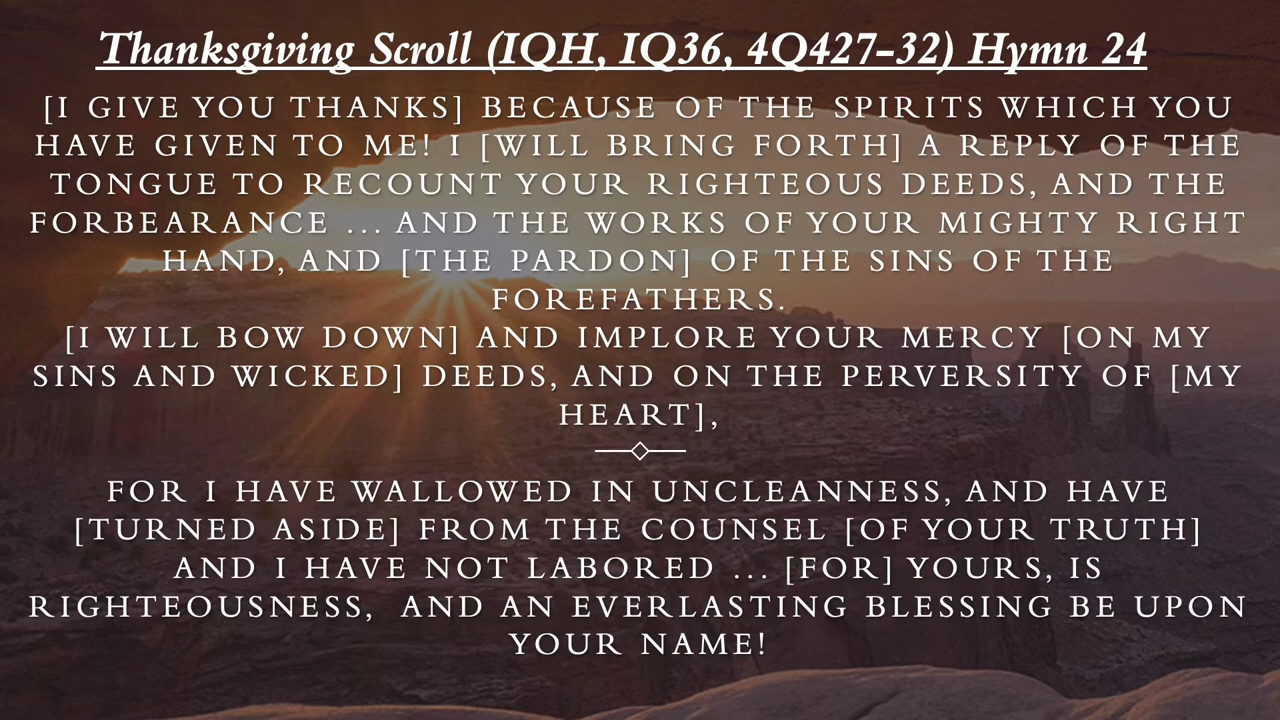 Thanksgiving Scroll (IQH, IQ36, 4Q427–32) Hymn 24
[I GIVE YOU THANKS] BECAUSE OF THE SPIRITS WHICH YOU
HAVE GIVEN TO ME! I [WILL BRING FORTH] A REPLY OF THE
TONGUE TO RECOUNT YOUR RIGHTEOUS DEEDS, AND THE
FORBEARANCE ... AND THE WORKS OF YOUR MIGHTY RIGHT
HAND, AND [THE PARDON] OF THE SINS OF THE
FOREFATHERS.
[I WILL BOW DOWN] AND IMPLORE YOUR MERCY [ON MY
SINS AND WICKED] DEEDS, AND ON THE PERVERSITY OF [MY
HEART],
FOR I HAVE WALLOWED IN UNCLEANNESS, AND HAVE
[TURNED ASIDE] FROM THE COUNSEL [OF YOUR TRUTH]
AND I HAVE NOT LABORED ... [FOR] YOURS, IS
RIGHTEOUSNESS, AND AN EVERLASTING BLESSING BE UPON
YOUR NAME!